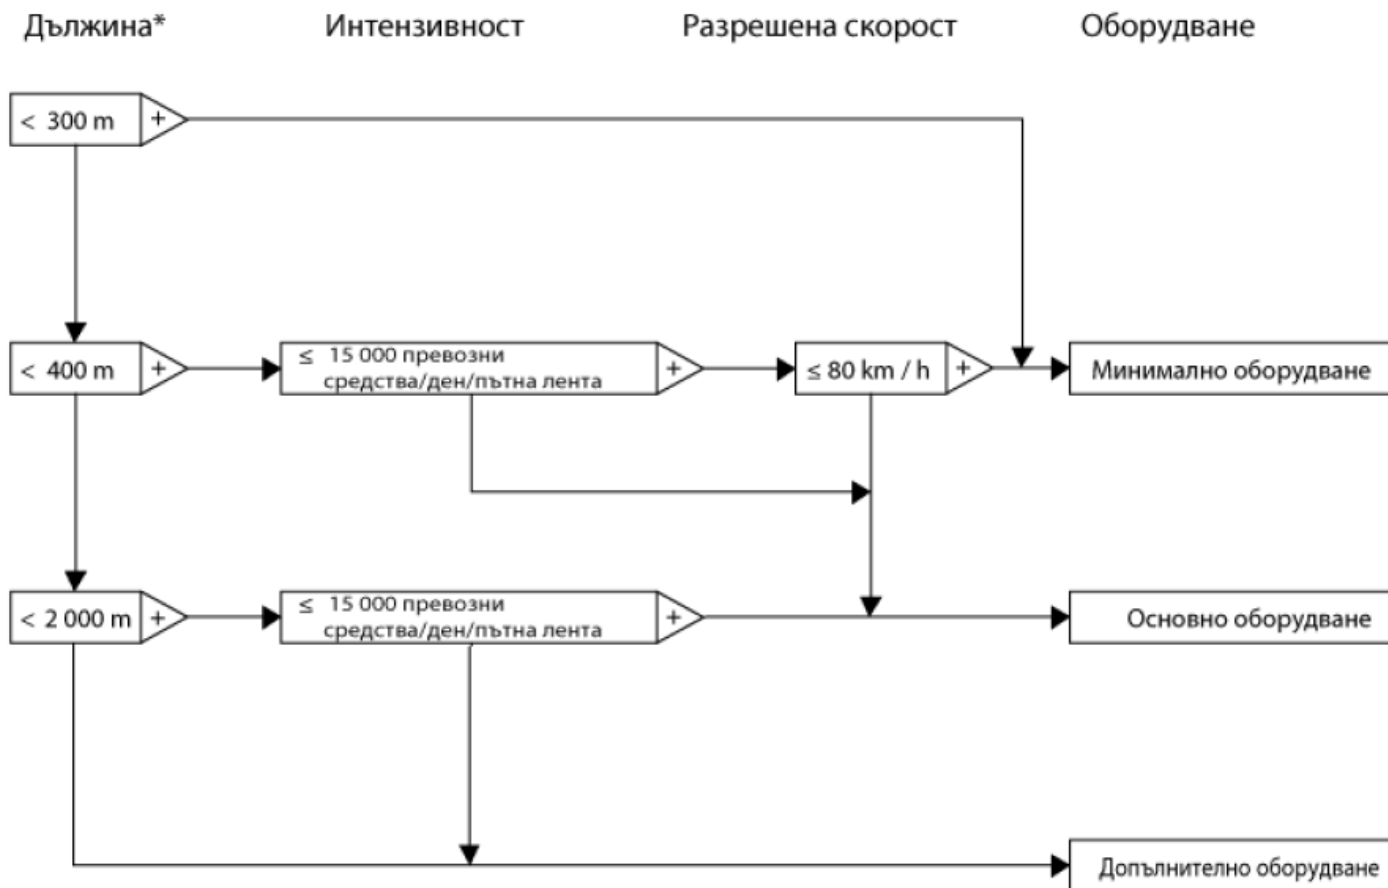 Дължина* Интензивност Разрешена скорост Оборудване
< 300 m +
< 400 m + ≤ 15 000 превозни + ≤ 80 km / h + Минимално оборудване
средства/ден/пътна лента
< 2 000 m + ≤ 15 000 превозни + Основно оборудване
средства/ден/пътна лента
Допълнително оборудване